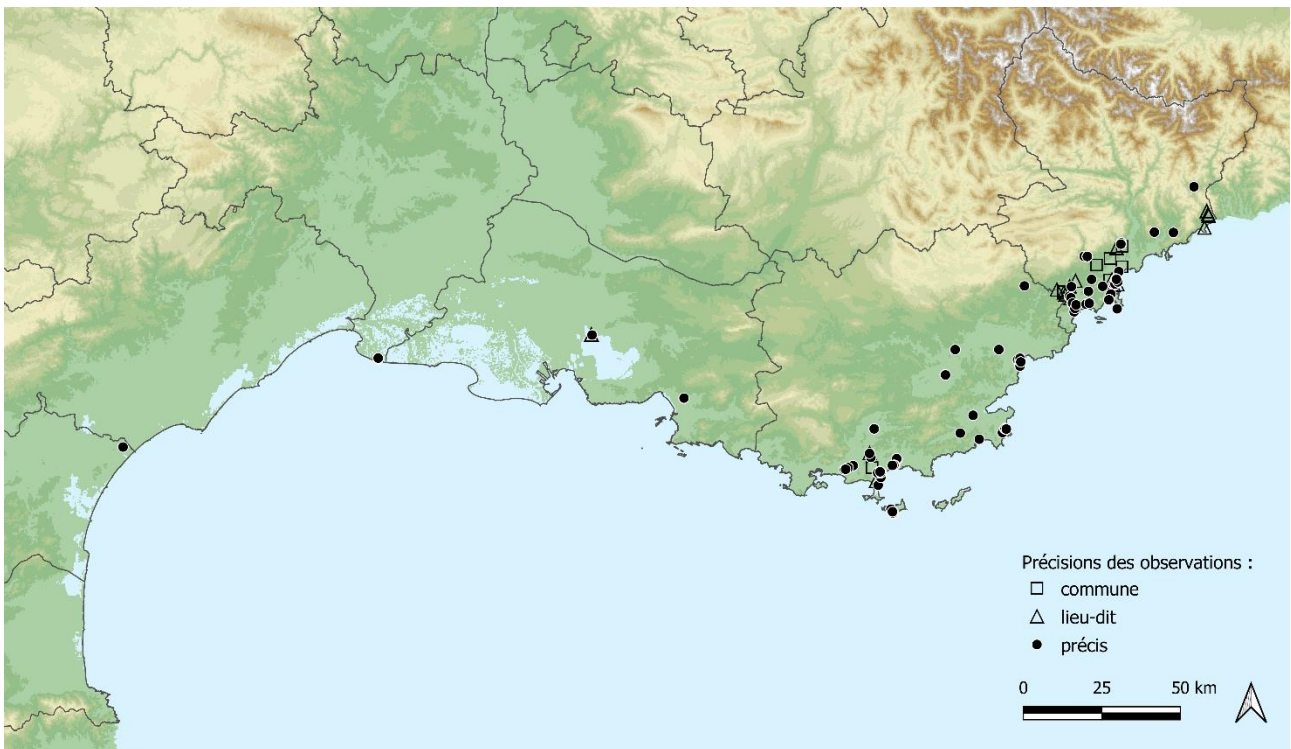 Précisions des observations :
commune
lieu-dit
précis
0 25 50 km